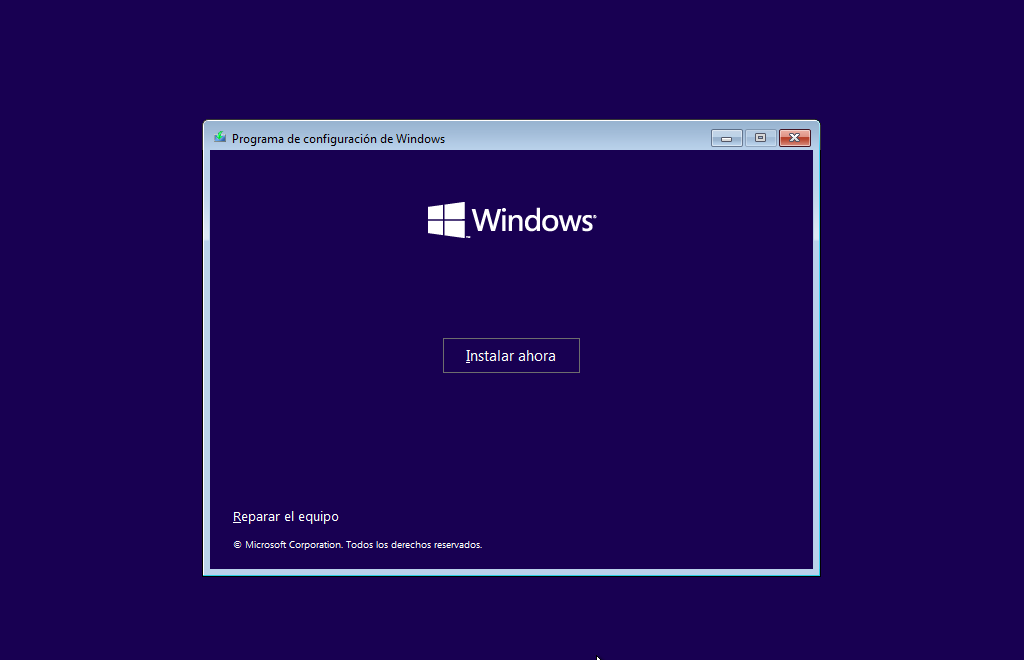 Programa de configuración de Windows
Windows
Instalar ahora
Reparar el equipo
© Microsoft Corporation. Todos los derechos reservados.